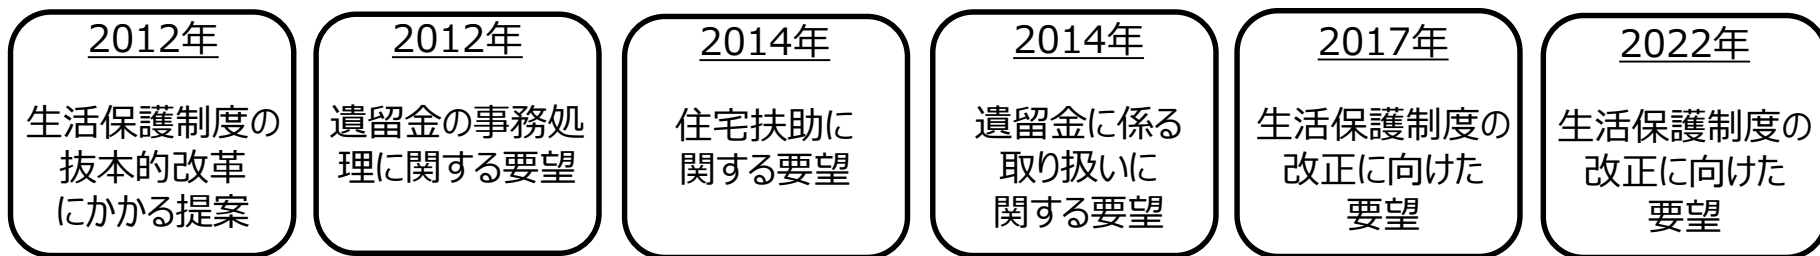 2012年
生活保護制度の
抜本的改革
にかかる提案
2012年
遺留金の事務処
理に関する要望
2014年
住宅扶助に
関する要望
2014年
遺留金に係る
取り扱いに
関する要望
2017年
生活保護制度の
改正に向けた
要望
2022年
生活保護制度の
改正に向けた
要望